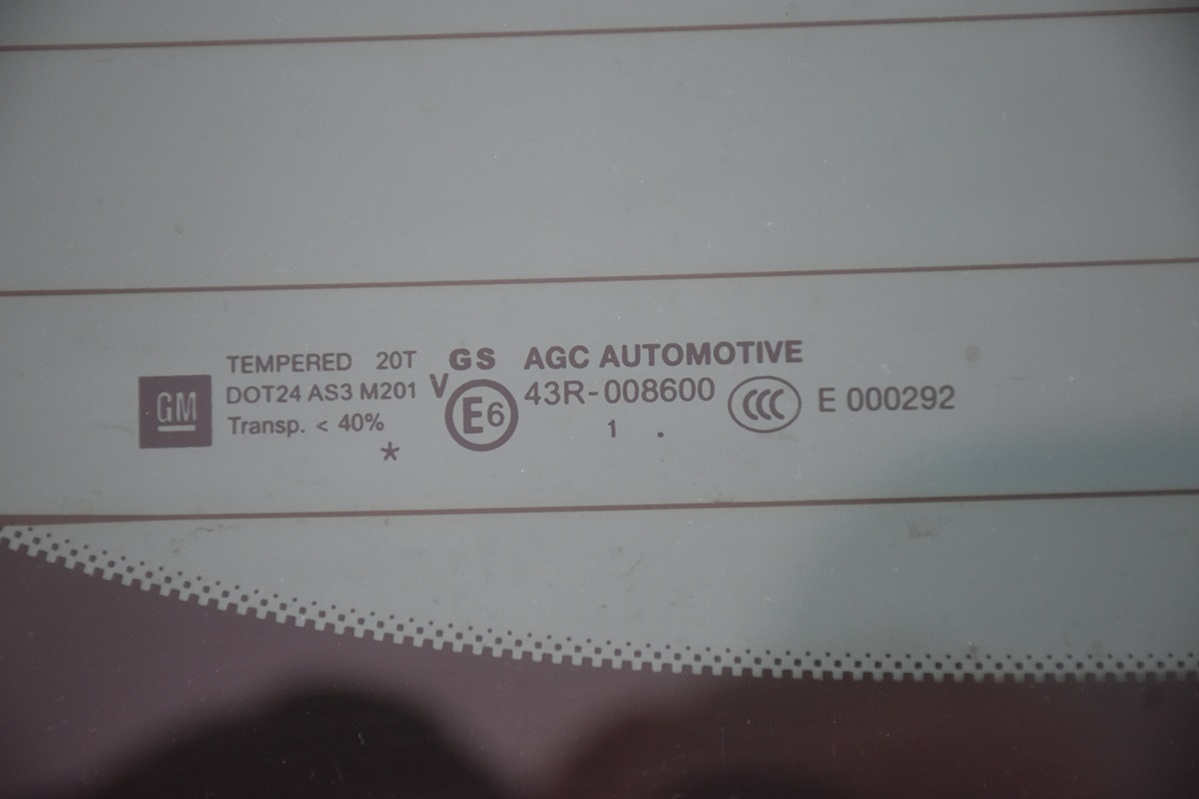 GM
TEMPERED 20T
DOT24 AS3 M201
Transp. < 40%
*
GS AGC AUTOMOTIVE
V E6 43R-008600
1 .
CCC E 000292